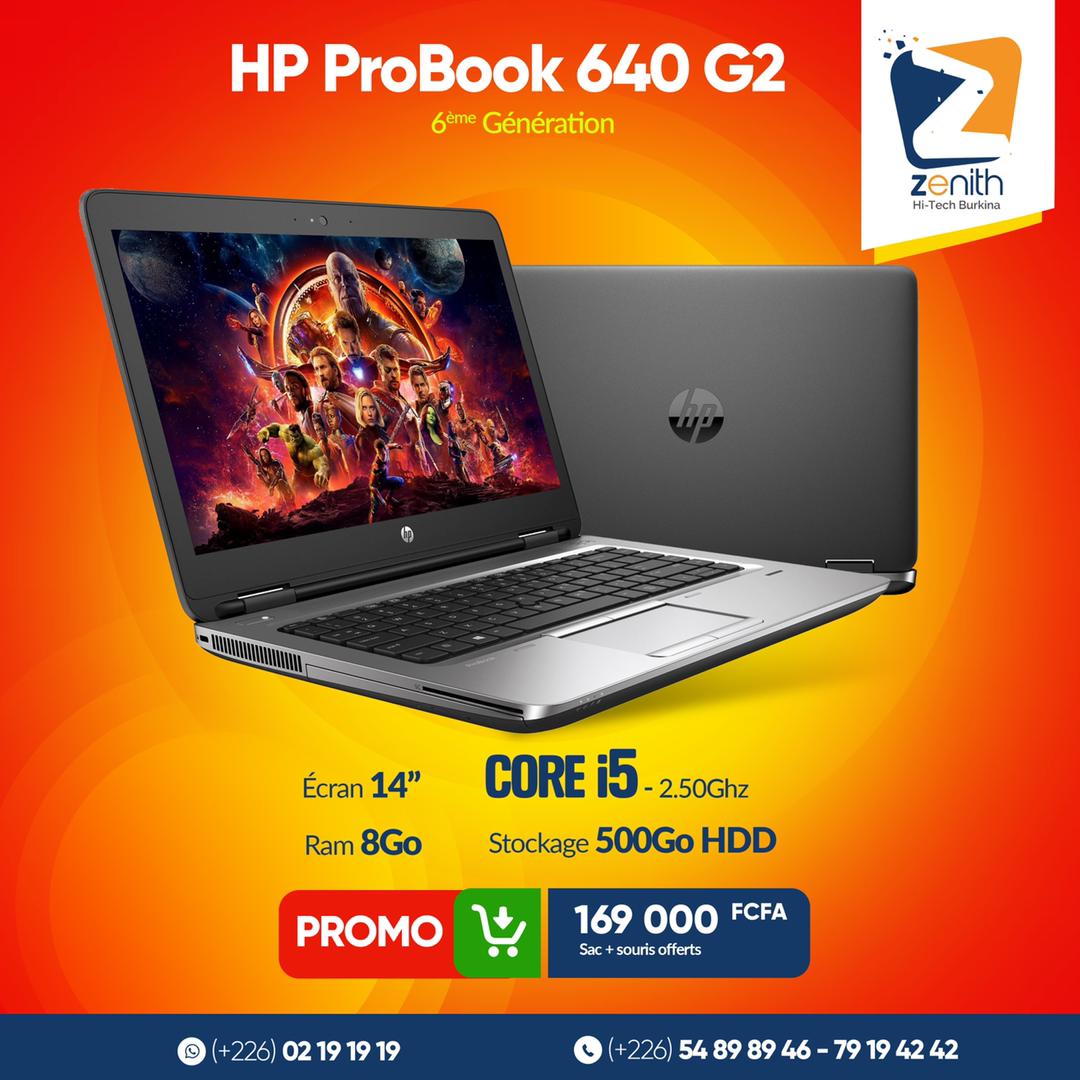 HP ProBook 640 G2
6ème Génération
zenith
Hi-Tech Burkina
hp
hp
Écran 14”
CORE i5 - 2.50Ghz
Ram 8Go
Stockage 500Go HDD
PROMO
169 000 FCFA
Sac + souris offerts
(+226) 02 19 19 19
(+226) 54 89 89 46 - 79 19 42 42